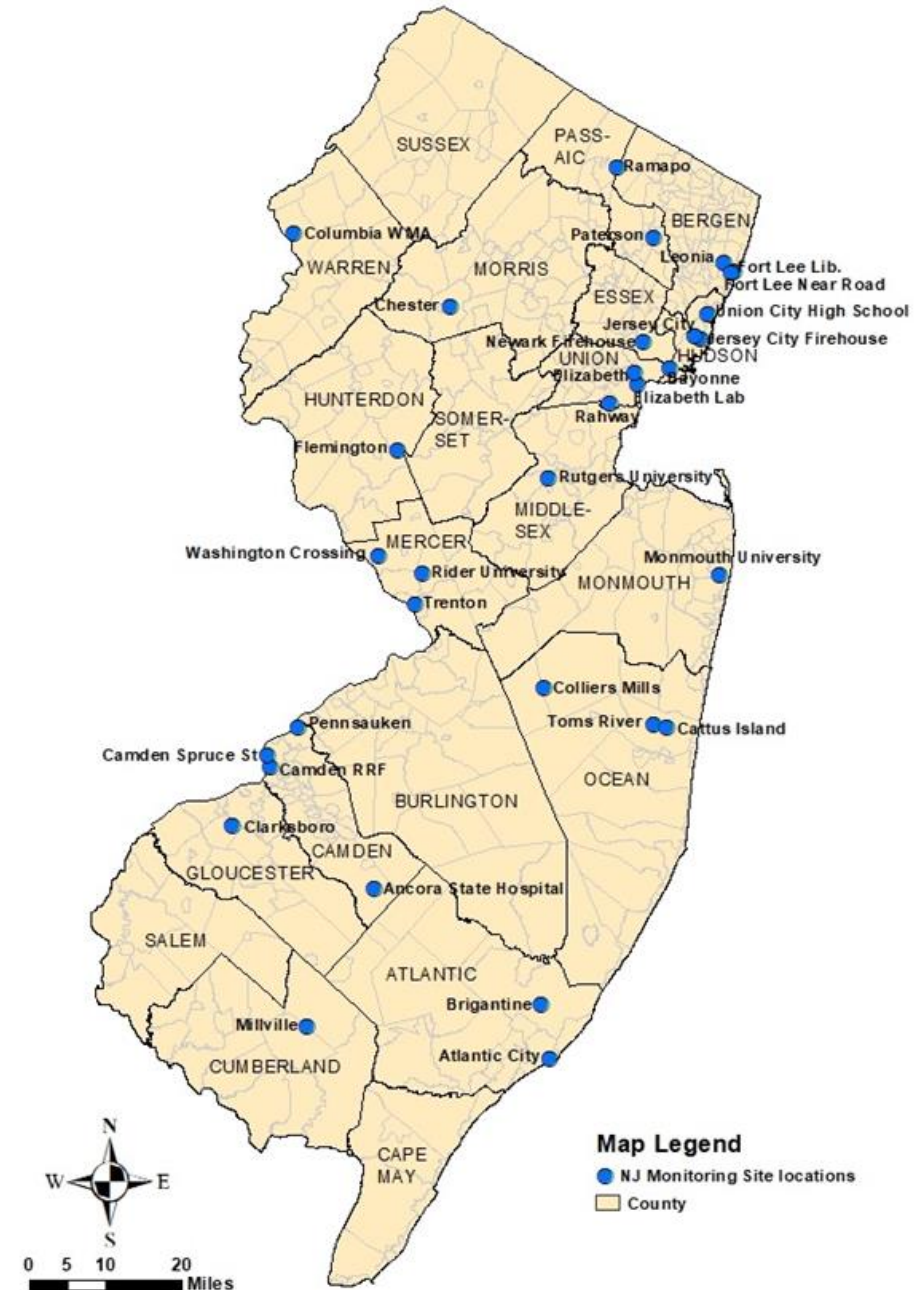 SUSSEX
PASS-
AIC
Ramapo
BERGEN
Columbia WMA
Paterson
Leonia
Fort Lee Lib.
Fort Lee Near Road
WARREN
MORRIS
ESSEX
Chester
Union City High School
Jersey City
Jersey City Firehouse
Newark Firehouse
HUDSON
UNION
Elizabeth
Bayonne
Elizabeth Lab
HUNTERDON
SOMER-
SET
Rahway
Flemington
Rutgers University
MIDDLE-
SEX
MERCER
Washington Crossing
Rider University
Monmouth University
MONMOUTH
Trenton
Colliers Mills
Toms River
Cattus Island
Pennsauken
Camden Spruce St
Camden RRF
OCEAN
BURLINGTON
Clarksboro
CAMDEN
GLOUCESTER
Ancora State Hospital
SALEM
ATLANTIC
Brigantine
Millville
Atlantic City
CUMBERLAND
CAPE
MAY
N
W E
S
Map Legend
NJ Monitoring Site locations
County
0 5 10 20
Miles